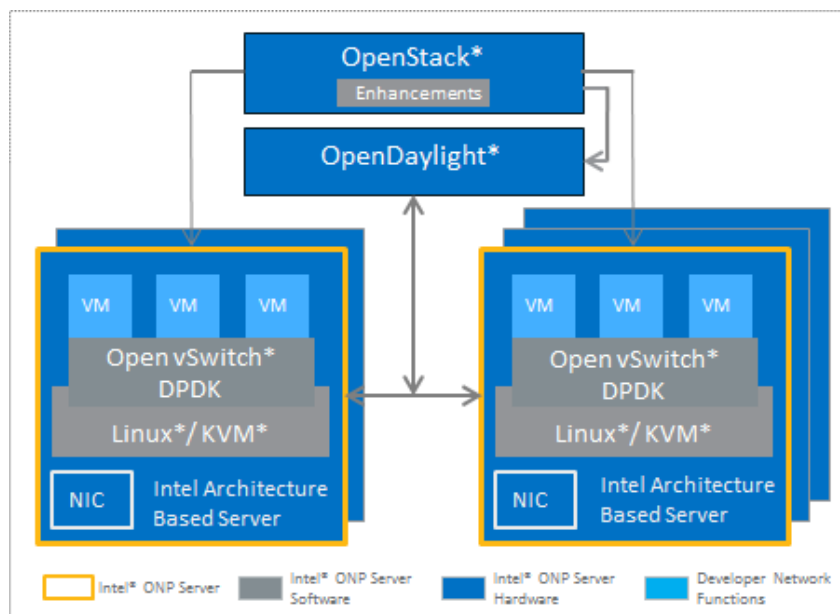 OpenStack*
Enhancements
OpenDaylight*
VM VM VM
Open vSwitch*
DPDK
Linux*/ KVM*
NIC
Intel Architecture
Based Server
VM VM VM
Open vSwitch*
DPDK
Linux*/ KVM*
NIC
Intel Architecture
Based Server
Intel® ONP Server
Intel® ONP Server
Software
Intel® ONP Server
Hardware
Developer Network
Functions